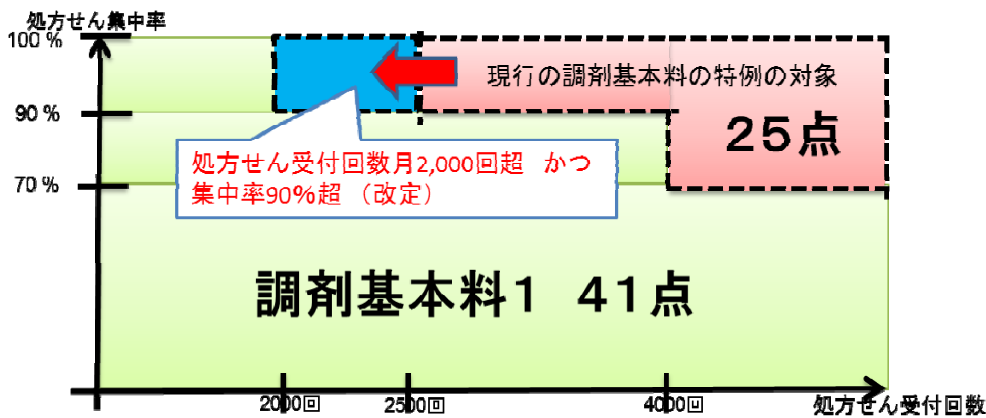 処方せん集中率
100 %
現行の調剤基本料の特例の対象
90 %
25点
処方せん受付回数月2,000回超 かつ
集中率90%超 （改定）
70 %
調剤基本料1 41点
2000回
2500回
4000回
処方せん受付回数